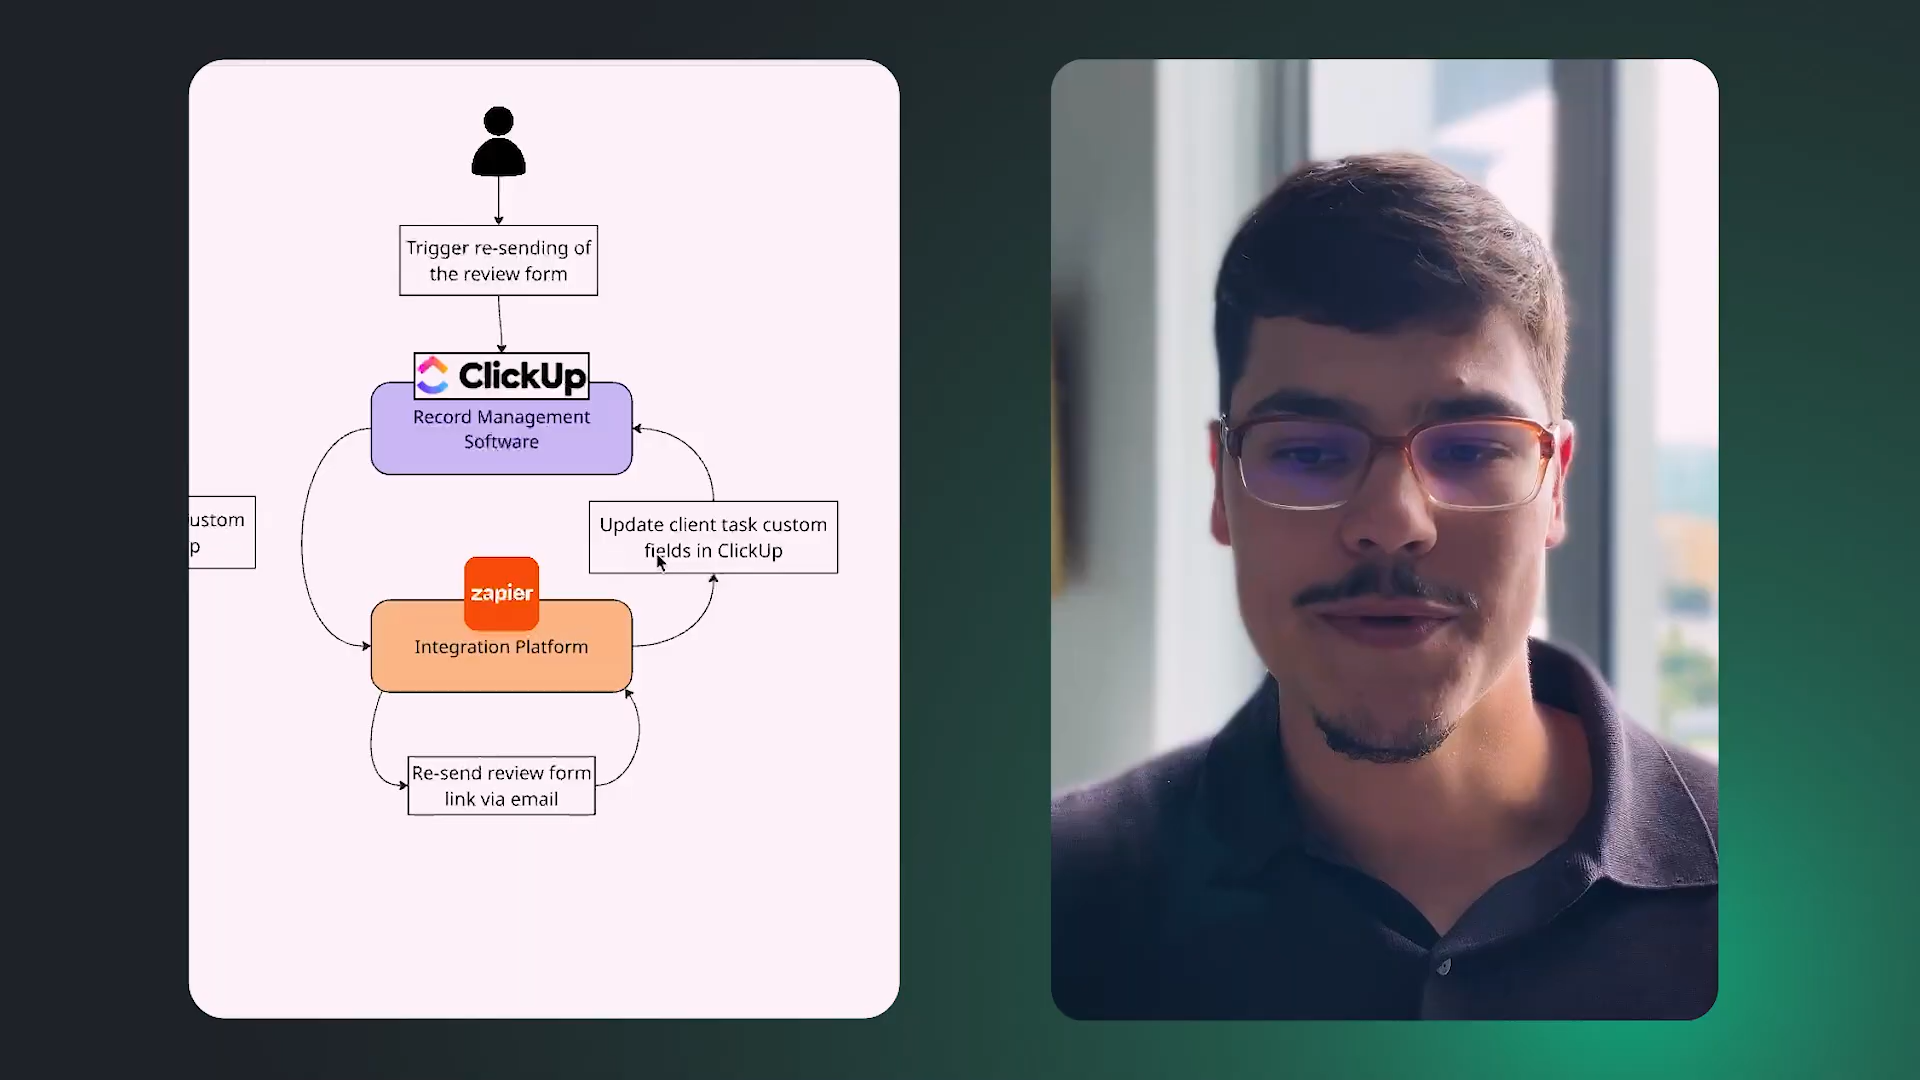 Trigger re-sending of
the review form
ClickUp
Record Management
Software
ustom
p
Update client task custom
fields in ClickUp
zapier
Integration Platform
Re-send review form
link via email